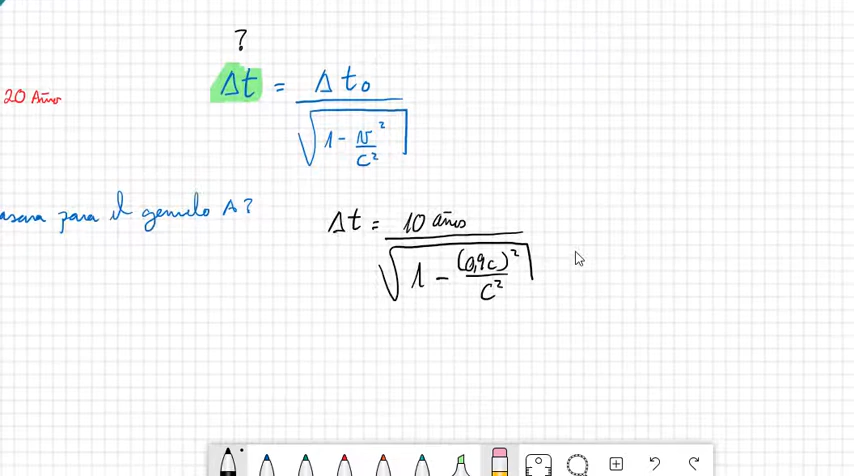 ?
Δt = Δt₀ / √(1 - v²/c²)
20 Años
asara para el gemelo A?
Δt = 10 años / √(1 - (0,9c)²/c²)